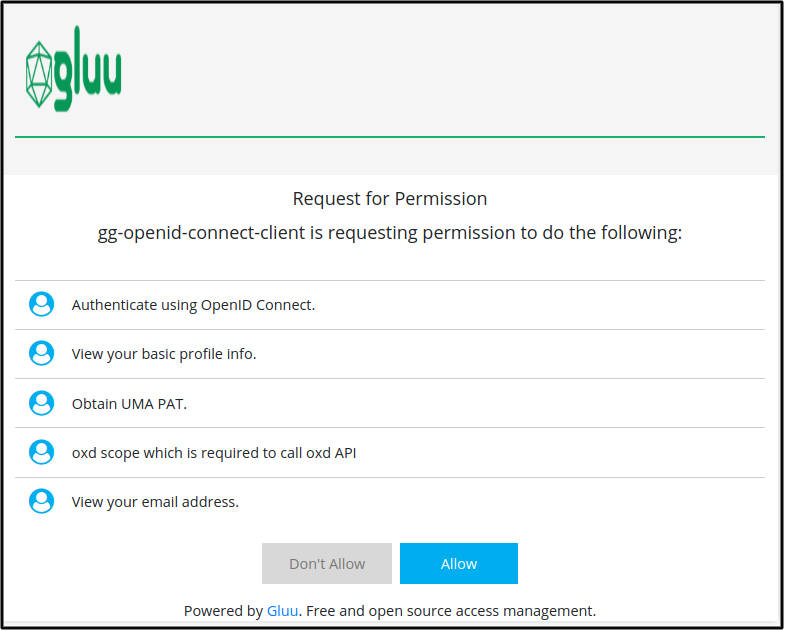 gluu
Request for Permission
gg-openid-connect-client is requesting permission to do the following:
Authenticate using OpenID Connect.
View your basic profile info.
Obtain UMA PAT.
oxd scope which is required to call oxd API
View your email address.
Don't Allow Allow
Powered by Gluu. Free and open source access management.